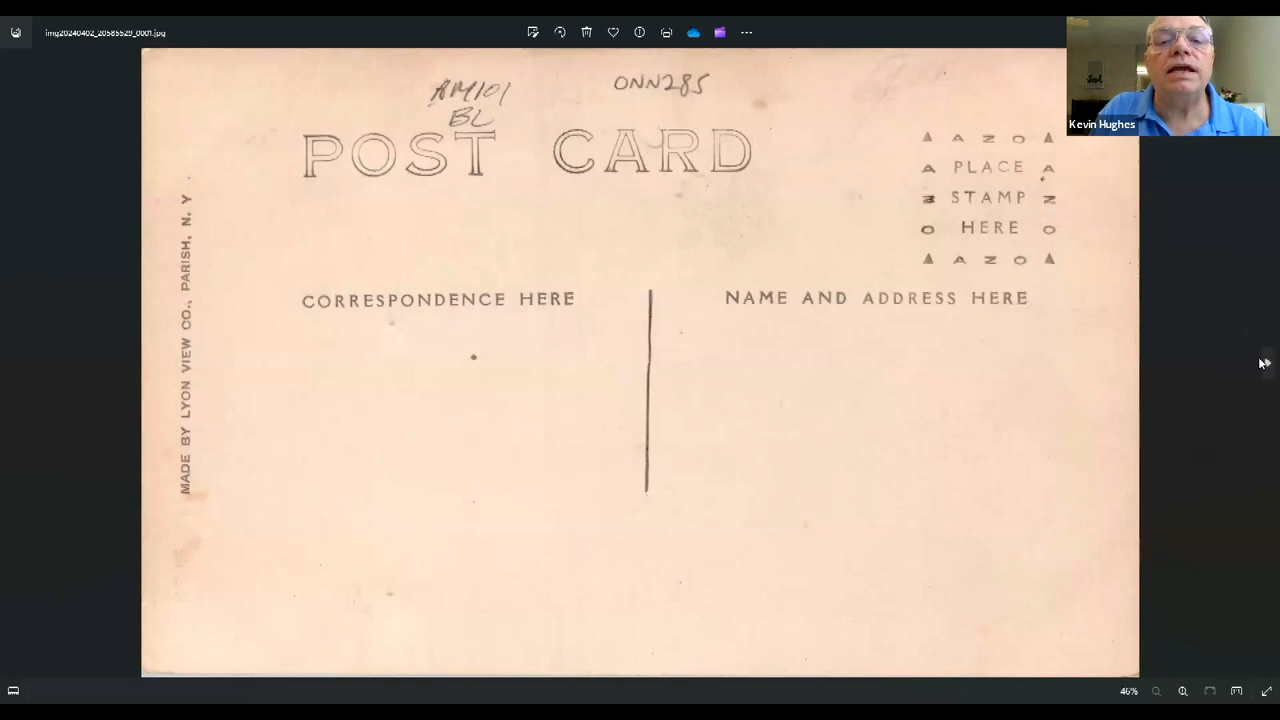 img20240402_20585529_0001.jpg
Kevin Hughes
AM101
ONN285
BL
POST CARD
▲ A Z O ▲
A PLACE A
Z STAMP Z
O HERE O
▲ A Z O ▲
MADE BY LYON VIEW CO., PARISH, N. Y
CORRESPONDENCE HERE
NAME AND ADDRESS HERE
46%